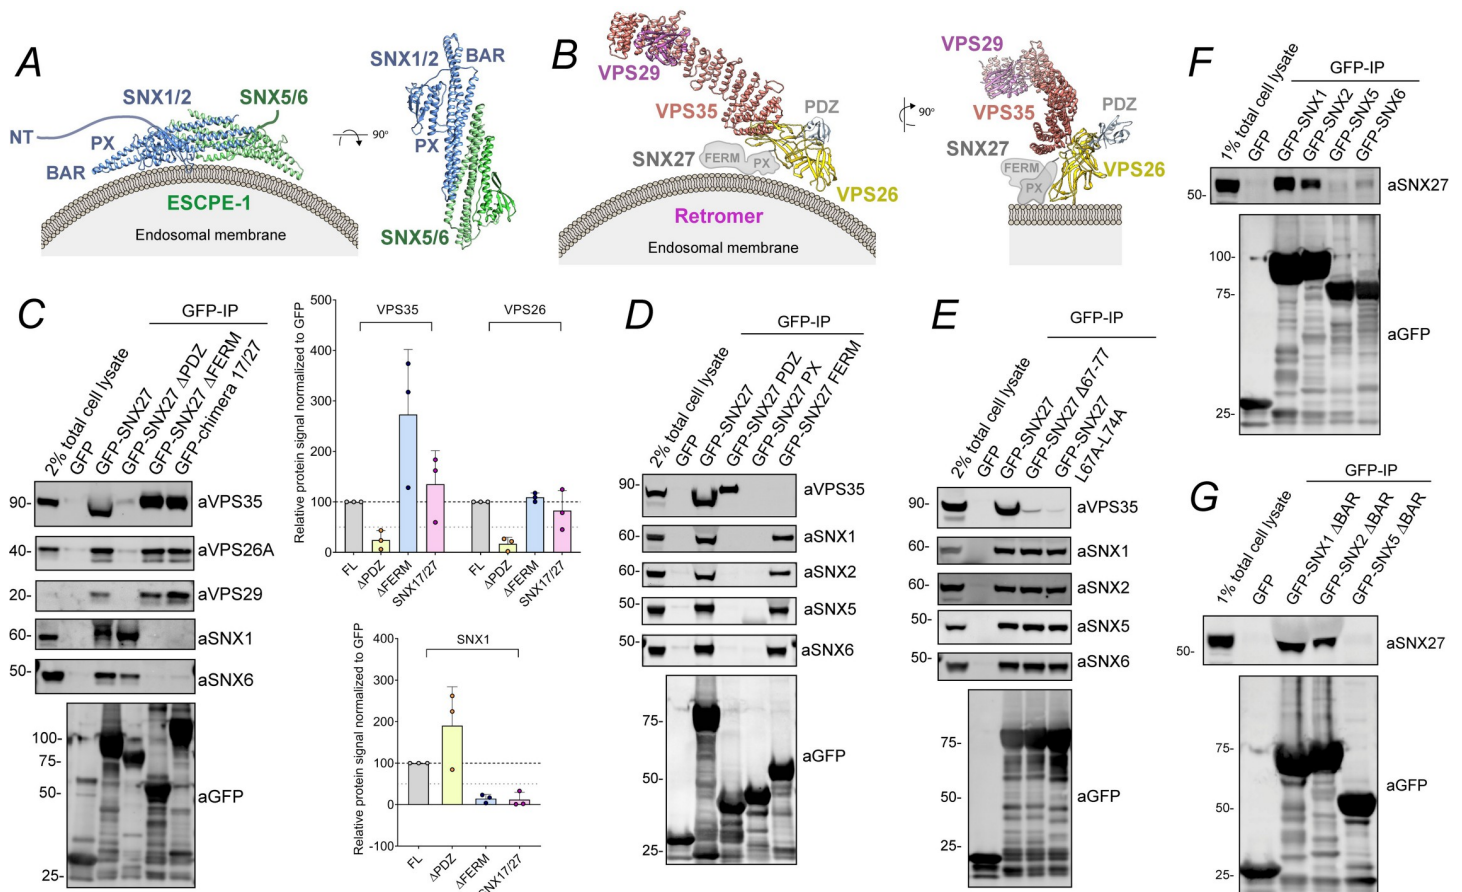 A
SNX1/2
SNX5/6
NT
PX
BAR
ESCPE-1
Endosomal membrane
90°
SNX1/2
BAR
PX
SNX5/6
B
VPS29
VPS35
PDZ
SNX27
FERM
PX
VPS26
Retromer
Endosomal membrane
90°
VPS29
VPS35
PDZ
SNX27
FERM
PX
VPS26
C
GFP-IP
2% total cell lysate
GFP
GFP-SNX27
GFP-SNX27 ΔPDZ
GFP-SNX27 ΔFERM
GFP-chimera 17/27
90-
aVPS35
40-
aVPS26A
20-
aVPS29
60-
aSNX1
50-
aSNX6
100-
75-
50-
25-
aGFP
Relative protein signal normalized to GFP
500
400
300
200
100
0
VPS35
VPS26
FL
ΔPDZ
ΔFERM
SNX17/27
FL
ΔPDZ
ΔFERM
SNX17/27
Relative protein signal normalized to GFP
400
300
200
100
0
-100
SNX1
FL
ΔPDZ
ΔFERM
SNX17/27
D
GFP-IP
2% total cell lysate
GFP
GFP-SNX27
GFP-SNX27 PDZ
GFP-SNX27 PX
GFP-SNX27 FERM
90-
aVPS35
60-
aSNX1
60-
aSNX2
50-
aSNX5
50-
aSNX6
75-
50-
25-
aGFP
E
GFP-IP
2% total cell lysate
GFP
GFP-SNX27
GFP-SNX27 Δ67-77
GFP-SNX27
L67A-L74A
90-
aVPS35
60-
aSNX1
60-
aSNX2
50-
aSNX5
50-
aSNX6
75-
50-
25-
aGFP
F
GFP-IP
1% total cell lysate
GFP
GFP-SNX1
GFP-SNX2
GFP-SNX5
GFP-SNX6
50-
aSNX27
100-
75-
25-
aGFP
G
GFP-IP
1% total cell lysate
GFP
GFP-SNX1 ΔBAR
GFP-SNX2 ΔBAR
GFP-SNX5 ΔBAR
50-
aSNX27
75-
50-
25-
aGFP